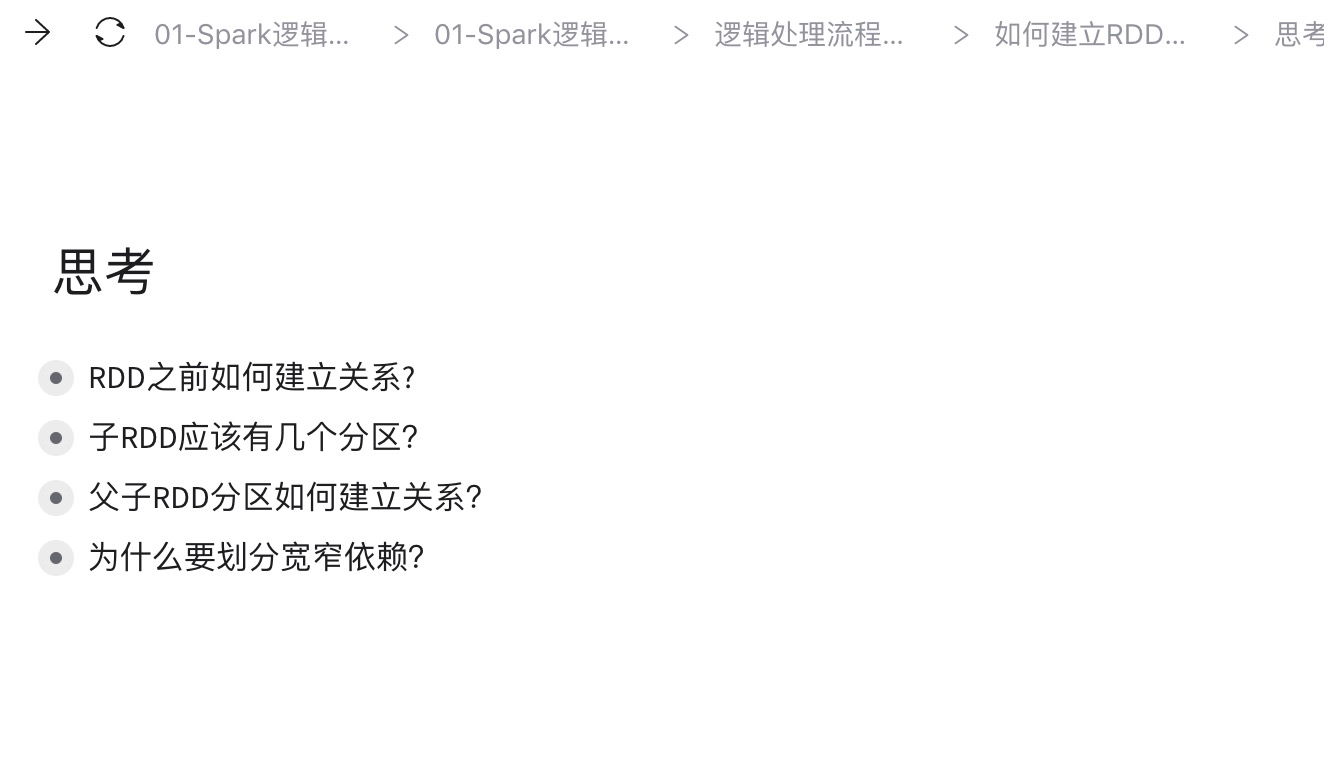 01-Spark逻辑... > 01-Spark逻辑... > 逻辑处理流程... > 如何建立RDD... > 思考
思考
RDD之前如何建立关系?
子RDD应该有几个分区?
父子RDD分区如何建立关系?
为什么要划分宽窄依赖?